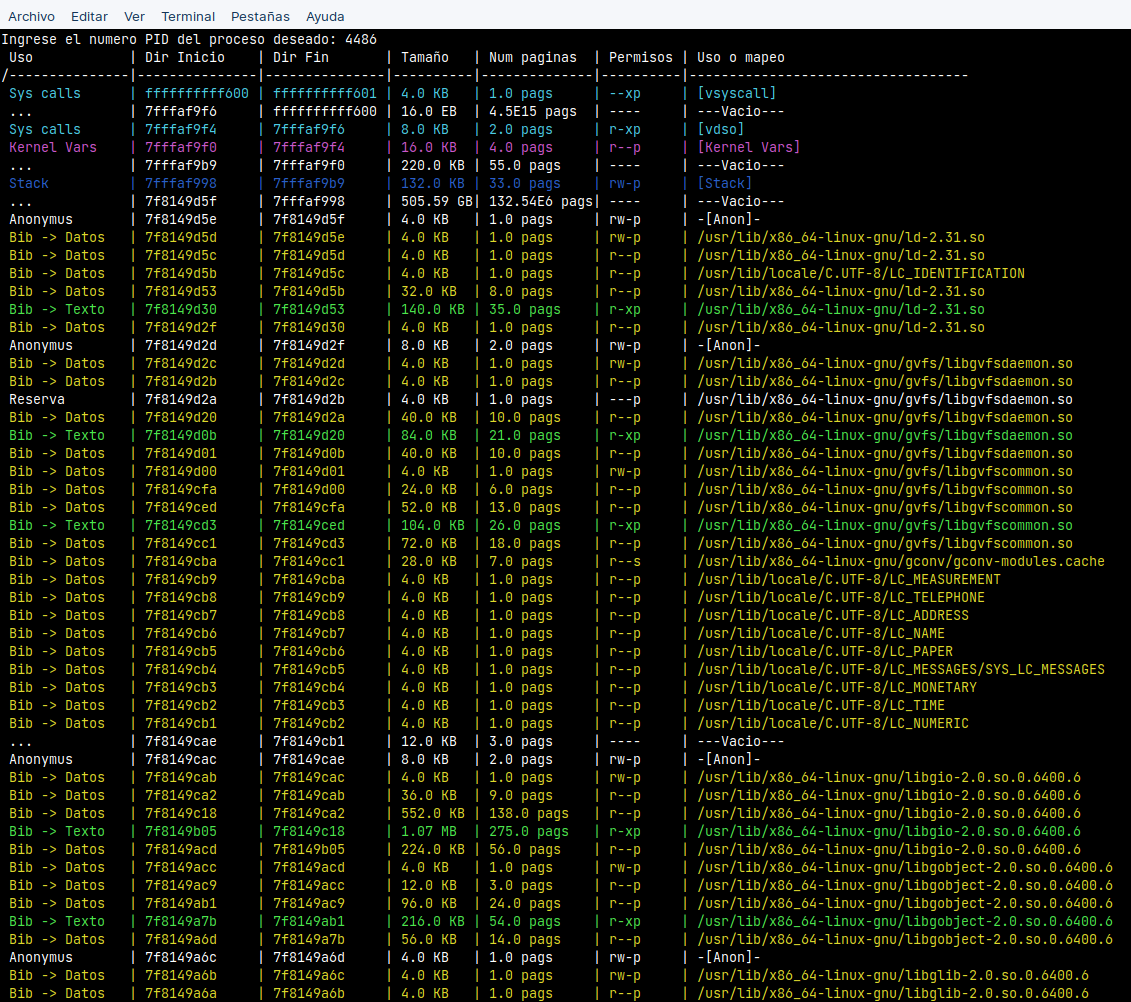 Archivo Editar Ver Terminal Pestañas Ayuda
Ingrese el numero PID del proceso deseado: 4486
Uso | Dir Inicio | Dir Fin | Tamaño | Num paginas | Permisos | Uso o mapeo
/---------------|---------------|---------------|----------|--------------|----------|----------------------------------
Sys calls | ffffffffff600 | ffffffffff601 | 4.0 KB | 1.0 pags | --xp | [vsyscall]
... | 7fffaf9f6 | ffffffffff600 | 16.0 EB | 4.5E15 pags | ---- | ---Vacio---
Sys calls | 7fffaf9f4 | 7fffaf9f6 | 8.0 KB | 2.0 pags | r-xp | [vdso]
Kernel Vars | 7fffaf9f0 | 7fffaf9f4 | 16.0 KB | 4.0 pags | r--p | [Kernel Vars]
... | 7fffaf9b9 | 7fffaf9f0 | 220.0 KB | 55.0 pags | ---- | ---Vacio---
Stack | 7fffaf998 | 7fffaf9b9 | 132.0 KB | 33.0 pags | rw-p | [Stack]
... | 7f8149d5f | 7fffaf998 | 505.59 GB| 132.54E6 pags| ---- | ---Vacio---
Anonymus | 7f8149d5e | 7f8149d5f | 4.0 KB | 1.0 pags | rw-p | -[Anon]-
Bib -> Datos | 7f8149d5d | 7f8149d5e | 4.0 KB | 1.0 pags | rw-p | /usr/lib/x86_64-linux-gnu/ld-2.31.so
Bib -> Datos | 7f8149d5c | 7f8149d5d | 4.0 KB | 1.0 pags | r--p | /usr/lib/x86_64-linux-gnu/ld-2.31.so
Bib -> Datos | 7f8149d5b | 7f8149d5c | 4.0 KB | 1.0 pags | r--p | /usr/lib/locale/C.UTF-8/LC_IDENTIFICATION
Bib -> Datos | 7f8149d53 | 7f8149d5b | 32.0 KB | 8.0 pags | r--p | /usr/lib/x86_64-linux-gnu/ld-2.31.so
Bib -> Texto | 7f8149d30 | 7f8149d53 | 140.0 KB | 35.0 pags | r-xp | /usr/lib/x86_64-linux-gnu/ld-2.31.so
Bib -> Datos | 7f8149d2f | 7f8149d30 | 4.0 KB | 1.0 pags | r--p | /usr/lib/x86_64-linux-gnu/ld-2.31.so
Anonymus | 7f8149d2d | 7f8149d2f | 8.0 KB | 2.0 pags | rw-p | -[Anon]-
Bib -> Datos | 7f8149d2c | 7f8149d2d | 4.0 KB | 1.0 pags | rw-p | /usr/lib/x86_64-linux-gnu/gvfs/libgvfsdaemon.so
Bib -> Datos | 7f8149d2b | 7f8149d2c | 4.0 KB | 1.0 pags | r--p | /usr/lib/x86_64-linux-gnu/gvfs/libgvfsdaemon.so
Reserva | 7f8149d2a | 7f8149d2b | 4.0 KB | 1.0 pags | ---p | /usr/lib/x86_64-linux-gnu/gvfs/libgvfsdaemon.so
Bib -> Datos | 7f8149d20 | 7f8149d2a | 40.0 KB | 10.0 pags | r--p | /usr/lib/x86_64-linux-gnu/gvfs/libgvfsdaemon.so
Bib -> Texto | 7f8149d0b | 7f8149d20 | 84.0 KB | 21.0 pags | r-xp | /usr/lib/x86_64-linux-gnu/gvfs/libgvfsdaemon.so
Bib -> Datos | 7f8149d01 | 7f8149d0b | 40.0 KB | 10.0 pags | r--p | /usr/lib/x86_64-linux-gnu/gvfs/libgvfsdaemon.so
Bib -> Datos | 7f8149d00 | 7f8149d01 | 4.0 KB | 1.0 pags | rw-p | /usr/lib/x86_64-linux-gnu/gvfs/libgvfscommon.so
Bib -> Datos | 7f8149cfa | 7f8149d00 | 24.0 KB | 6.0 pags | r--p | /usr/lib/x86_64-linux-gnu/gvfs/libgvfscommon.so
Bib -> Datos | 7f8149ced | 7f8149cfa | 52.0 KB | 13.0 pags | r--p | /usr/lib/x86_64-linux-gnu/gvfs/libgvfscommon.so
Bib -> Texto | 7f8149cd3 | 7f8149ced | 104.0 KB | 26.0 pags | r-xp | /usr/lib/x86_64-linux-gnu/gvfs/libgvfscommon.so
Bib -> Datos | 7f8149cc1 | 7f8149cd3 | 72.0 KB | 18.0 pags | r--p | /usr/lib/x86_64-linux-gnu/gvfs/libgvfscommon.so
Bib -> Datos | 7f8149cba | 7f8149cc1 | 28.0 KB | 7.0 pags | r--s | /usr/lib/x86_64-linux-gnu/gconv/gconv-modules.cache
Bib -> Datos | 7f8149cb9 | 7f8149cba | 4.0 KB | 1.0 pags | r--p | /usr/lib/locale/C.UTF-8/LC_MEASUREMENT
Bib -> Datos | 7f8149cb8 | 7f8149cb9 | 4.0 KB | 1.0 pags | r--p | /usr/lib/locale/C.UTF-8/LC_TELEPHONE
Bib -> Datos | 7f8149cb7 | 7f8149cb8 | 4.0 KB | 1.0 pags | r--p | /usr/lib/locale/C.UTF-8/LC_ADDRESS
Bib -> Datos | 7f8149cb6 | 7f8149cb7 | 4.0 KB | 1.0 pags | r--p | /usr/lib/locale/C.UTF-8/LC_NAME
Bib -> Datos | 7f8149cb5 | 7f8149cb6 | 4.0 KB | 1.0 pags | r--p | /usr/lib/locale/C.UTF-8/LC_PAPER
Bib -> Datos | 7f8149cb4 | 7f8149cb5 | 4.0 KB | 1.0 pags | r--p | /usr/lib/locale/C.UTF-8/LC_MESSAGES/SYS_LC_MESSAGES
Bib -> Datos | 7f8149cb3 | 7f8149cb4 | 4.0 KB | 1.0 pags | r--p | /usr/lib/locale/C.UTF-8/LC_MONETARY
Bib -> Datos | 7f8149cb2 | 7f8149cb3 | 4.0 KB | 1.0 pags | r--p | /usr/lib/locale/C.UTF-8/LC_TIME
Bib -> Datos | 7f8149cb1 | 7f8149cb2 | 4.0 KB | 1.0 pags | r--p | /usr/lib/locale/C.UTF-8/LC_NUMERIC
... | 7f8149cae | 7f8149cb1 | 12.0 KB | 3.0 pags | ---- | ---Vacio---
Anonymus | 7f8149cac | 7f8149cae | 8.0 KB | 2.0 pags | rw-p | -[Anon]-
Bib -> Datos | 7f8149cab | 7f8149cac | 4.0 KB | 1.0 pags | rw-p | /usr/lib/x86_64-linux-gnu/libgio-2.0.so.0.6400.6
Bib -> Datos | 7f8149ca2 | 7f8149cab | 36.0 KB | 9.0 pags | r--p | /usr/lib/x86_64-linux-gnu/libgio-2.0.so.0.6400.6
Bib -> Datos | 7f8149c18 | 7f8149ca2 | 552.0 KB | 138.0 pags | r--p | /usr/lib/x86_64-linux-gnu/libgio-2.0.so.0.6400.6
Bib -> Texto | 7f8149b05 | 7f8149c18 | 1.07 MB | 275.0 pags | r-xp | /usr/lib/x86_64-linux-gnu/libgio-2.0.so.0.6400.6
Bib -> Datos | 7f8149acd | 7f8149b05 | 224.0 KB | 56.0 pags | r--p | /usr/lib/x86_64-linux-gnu/libgio-2.0.so.0.6400.6
Bib -> Datos | 7f8149acc | 7f8149acd | 4.0 KB | 1.0 pags | rw-p | /usr/lib/x86_64-linux-gnu/libgobject-2.0.so.0.6400.6
Bib -> Datos | 7f8149ac9 | 7f8149acc | 12.0 KB | 3.0 pags | r--p | /usr/lib/x86_64-linux-gnu/libgobject-2.0.so.0.6400.6
Bib -> Datos | 7f8149ab1 | 7f8149ac9 | 96.0 KB | 24.0 pags | r--p | /usr/lib/x86_64-linux-gnu/libgobject-2.0.so.0.6400.6
Bib -> Texto | 7f8149a7b | 7f8149ab1 | 216.0 KB | 54.0 pags | r-xp | /usr/lib/x86_64-linux-gnu/libgobject-2.0.so.0.6400.6
Bib -> Datos | 7f8149a6d | 7f8149a7b | 56.0 KB | 14.0 pags | r--p | /usr/lib/x86_64-linux-gnu/libgobject-2.0.so.0.6400.6
Anonymus | 7f8149a6c | 7f8149a6d | 4.0 KB | 1.0 pags | rw-p | -[Anon]-
Bib -> Datos | 7f8149a6b | 7f8149a6c | 4.0 KB | 1.0 pags | rw-p | /usr/lib/x86_64-linux-gnu/libglib-2.0.so.0.6400.6
Bib -> Datos | 7f8149a6a | 7f8149a6b | 4.0 KB | 1.0 pags | r--p | /usr/lib/x86_64-linux-gnu/libglib-2.0.so.0.6400.6